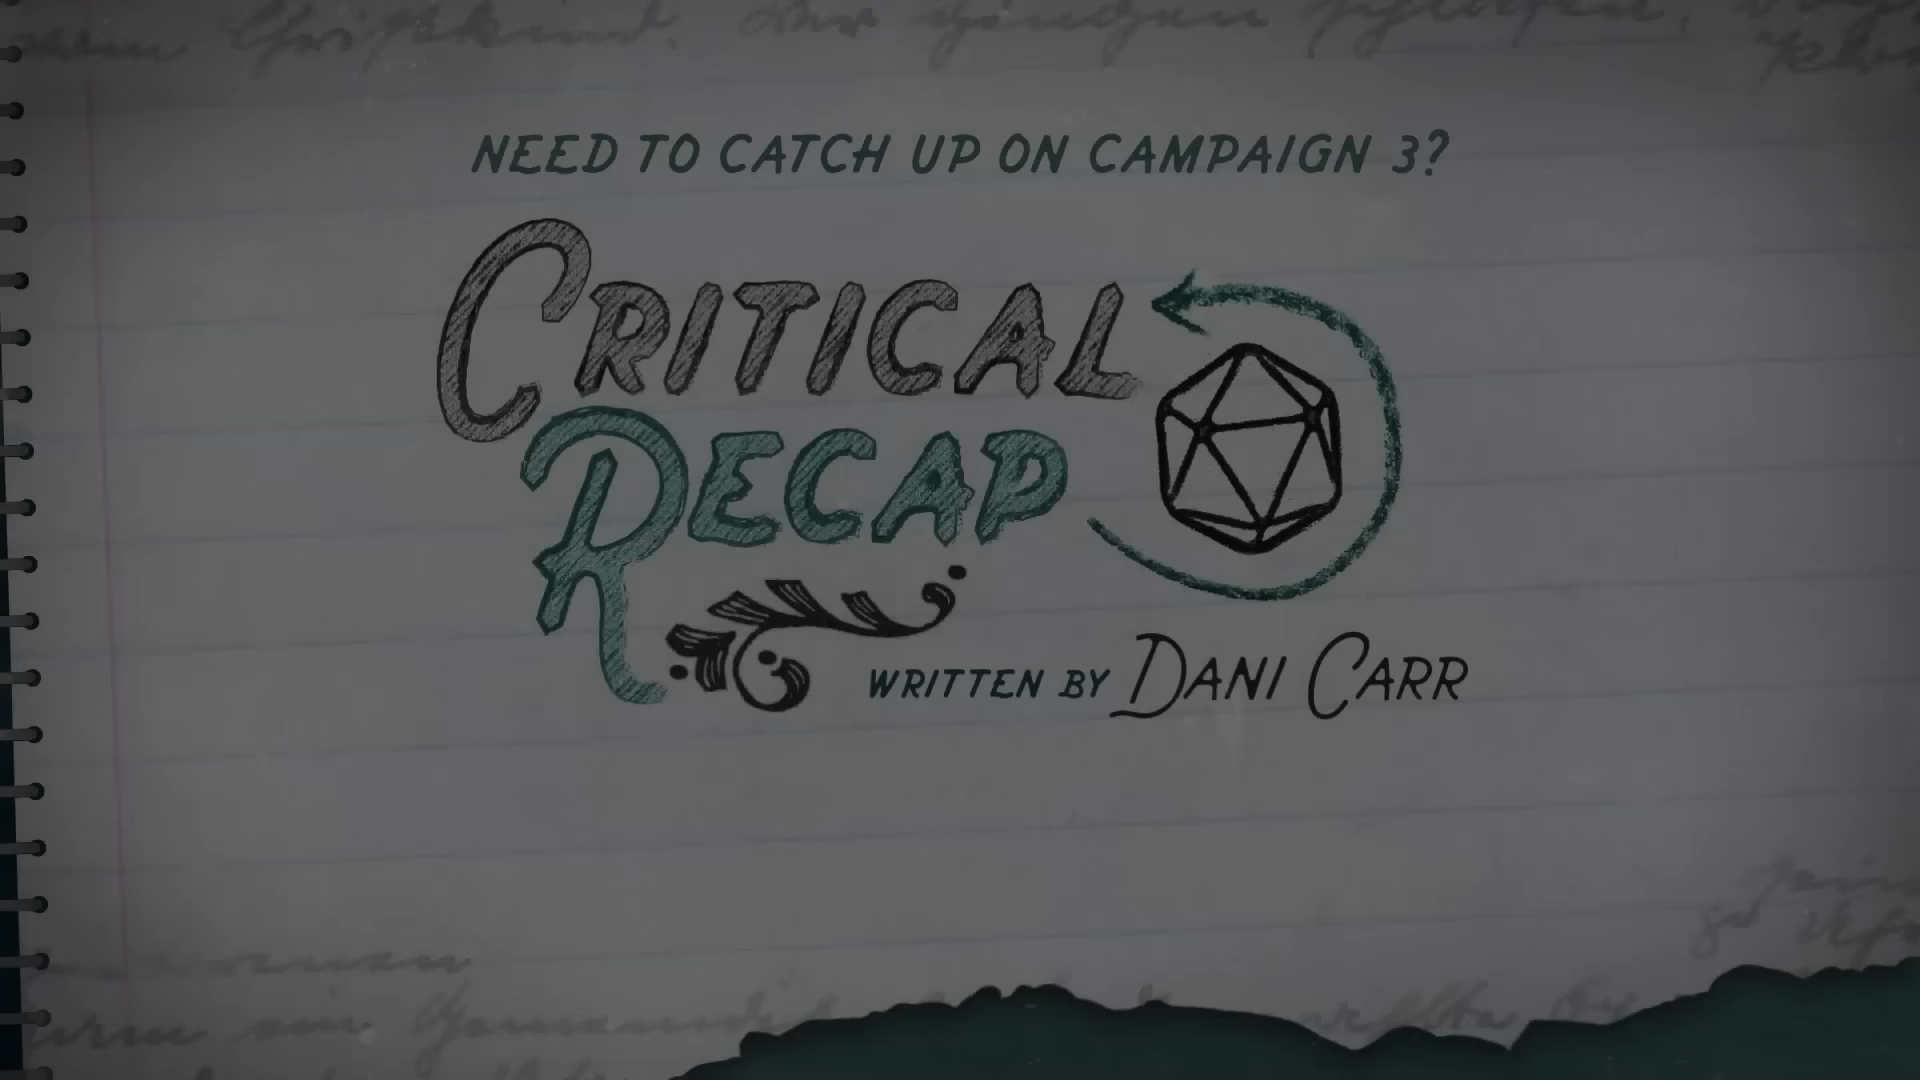 NEED TO CATCH UP ON CAMPAIGN 3?
CRITICAL
RECAP
WRITTEN BY DANI CARR